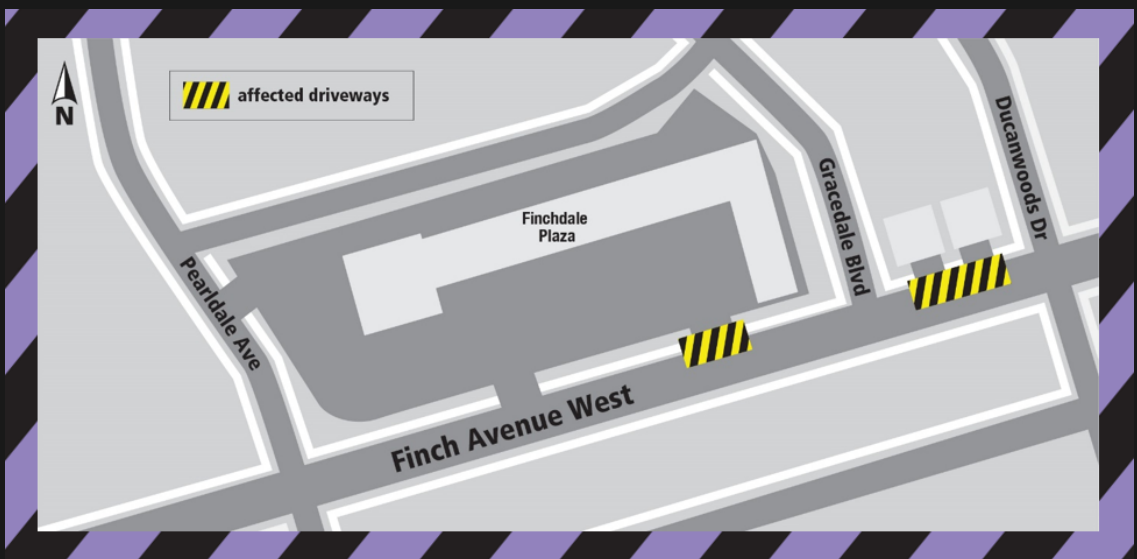 N
affected driveways
Finchdale
Plaza
Pearldale Ave
Gracedale Blvd
Ducanwoods Dr
Finch Avenue West